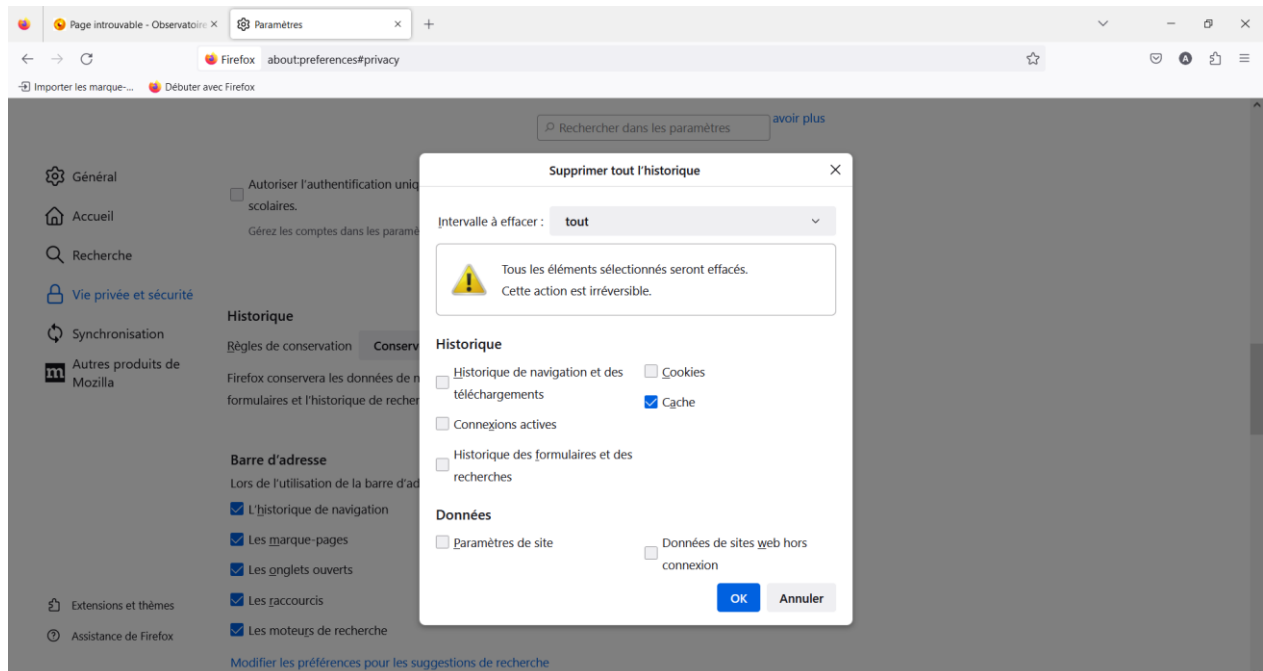 Page introuvable - Observatoire
Paramètres
Firefox about:preferences#privacy
Importer les marque-... Débuter avec Firefox
Rechercher dans les paramètres
avoir plus
Général
Accueil
Recherche
Vie privée et sécurité
Synchronisation
Autres produits de
Mozilla
Extensions et thèmes
Assistance de Firefox
Autoriser l'authentification uniq
scolaires.
Gérez les comptes dans les paramè
Historique
Règles de conservation Conserv
Firefox conservera les données de n
formulaires et l'historique de recher
Barre d'adresse
Lors de l'utilisation de la barre d'ad
L'historique de navigation
Les marque-pages
Les onglets ouverts
Les raccourcis
Les moteurs de recherche
Modifier les préférences pour les suggestions de recherche
Supprimer tout l'historique
Intervalle à effacer : tout
Tous les éléments sélectionnés seront effacés.
Cette action est irréversible.
Historique
Historique de navigation et des
téléchargements
Cookies
Cache
Connexions actives
Historique des formulaires et des
recherches
Données
Paramètres de site
Données de sites web hors
connexion
OK Annuler